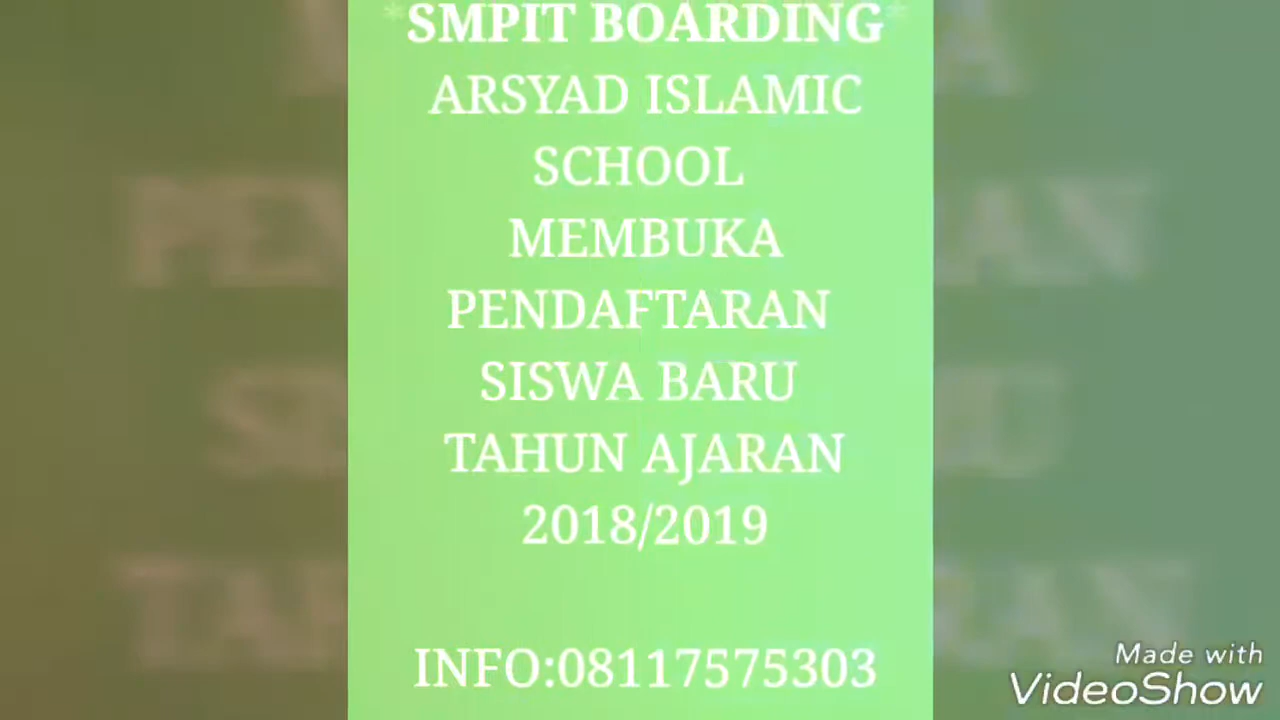 *SMPIT BOARDING*
ARSYAD ISLAMIC
SCHOOL
MEMBUKA
PENDAFTARAN
SISWA BARU
TAHUN AJARAN
2018/2019
INFO:08117575303
Made with
VideoShow